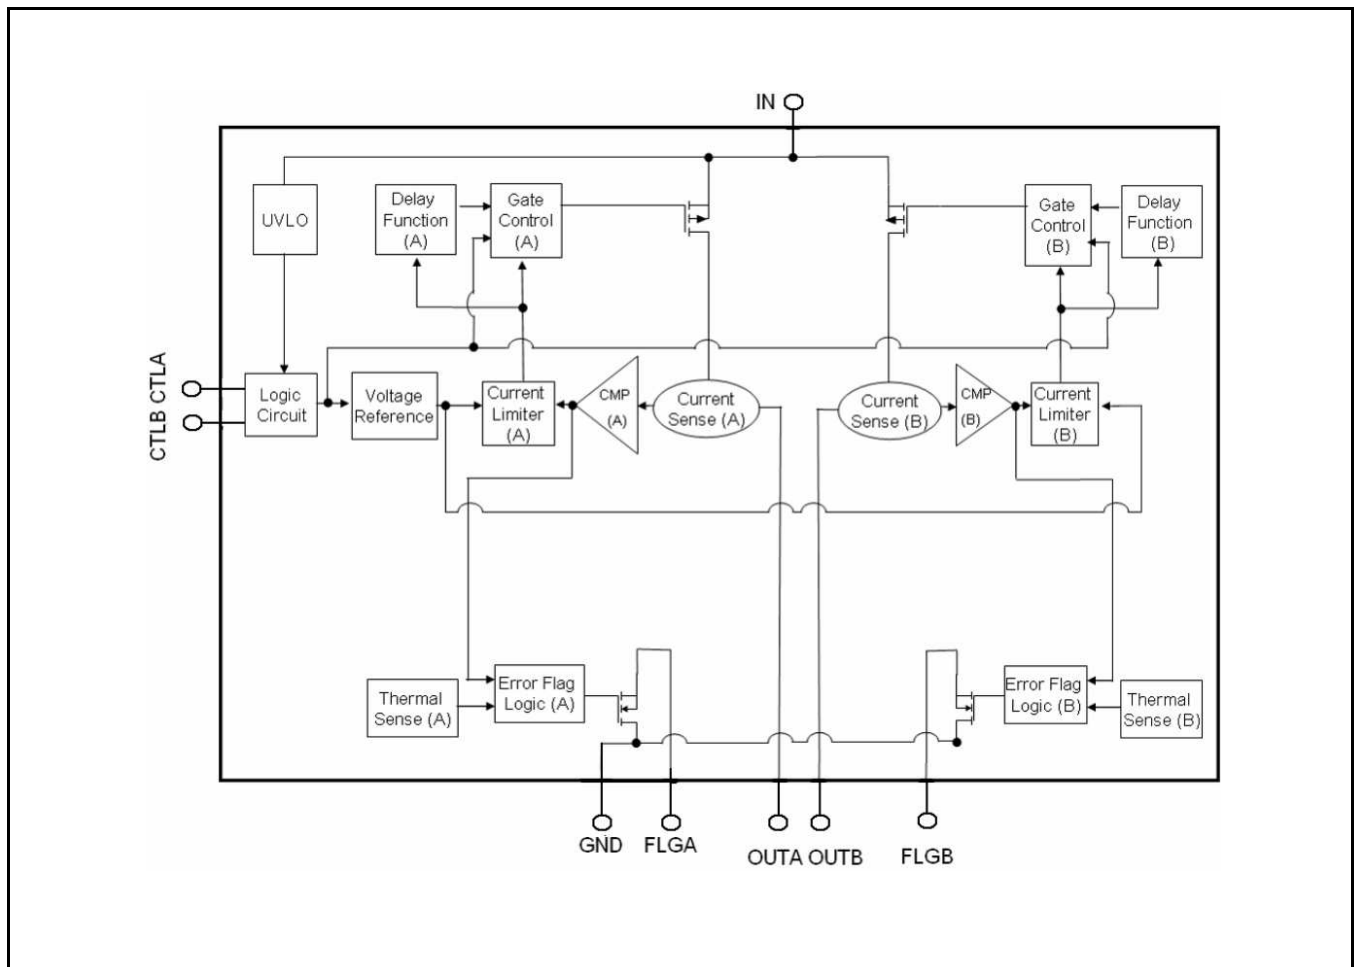 IN
UVLO
Delay
Function
(A)
Gate
Control
(A)
Gate
Control
(B)
Delay
Function
(B)
CTLB CTLA
Logic
Circuit
Voltage
Reference
Current
Limiter
(A)
CMP
(A)
Current
Sense (A)
Current
Sense (B)
CMP
(B)
Current
Limiter
(B)
Thermal
Sense (A)
Error Flag
Logic (A)
Error Flag
Logic (B)
Thermal
Sense (B)
GND
FLGA
OUTA
OUTB
FLGB